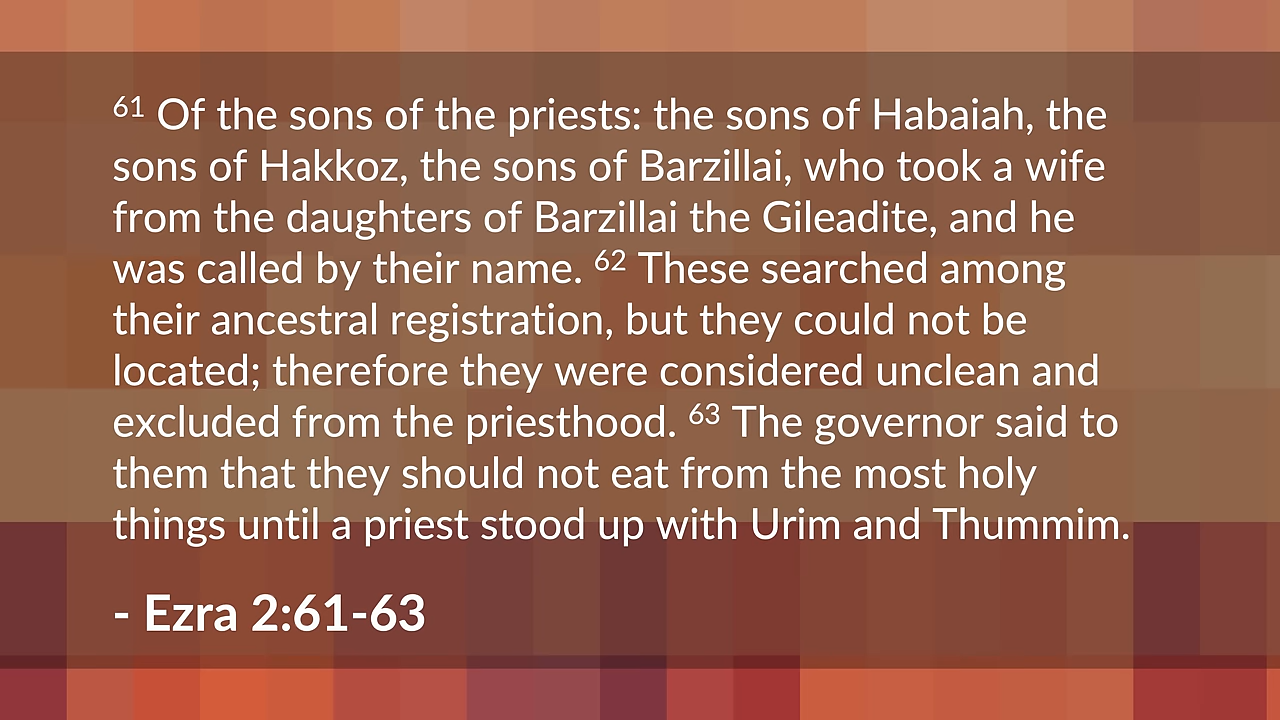 61 Of the sons of the priests: the sons of Habaiah, the
sons of Hakkoz, the sons of Barzillai, who took a wife
from the daughters of Barzillai the Gileadite, and he
was called by their name. 62 These searched among
their ancestral registration, but they could not be
located; therefore they were considered unclean and
excluded from the priesthood. 63 The governor said to
them that they should not eat from the most holy
things until a priest stood up with Urim and Thummim.
- Ezra 2:61-63